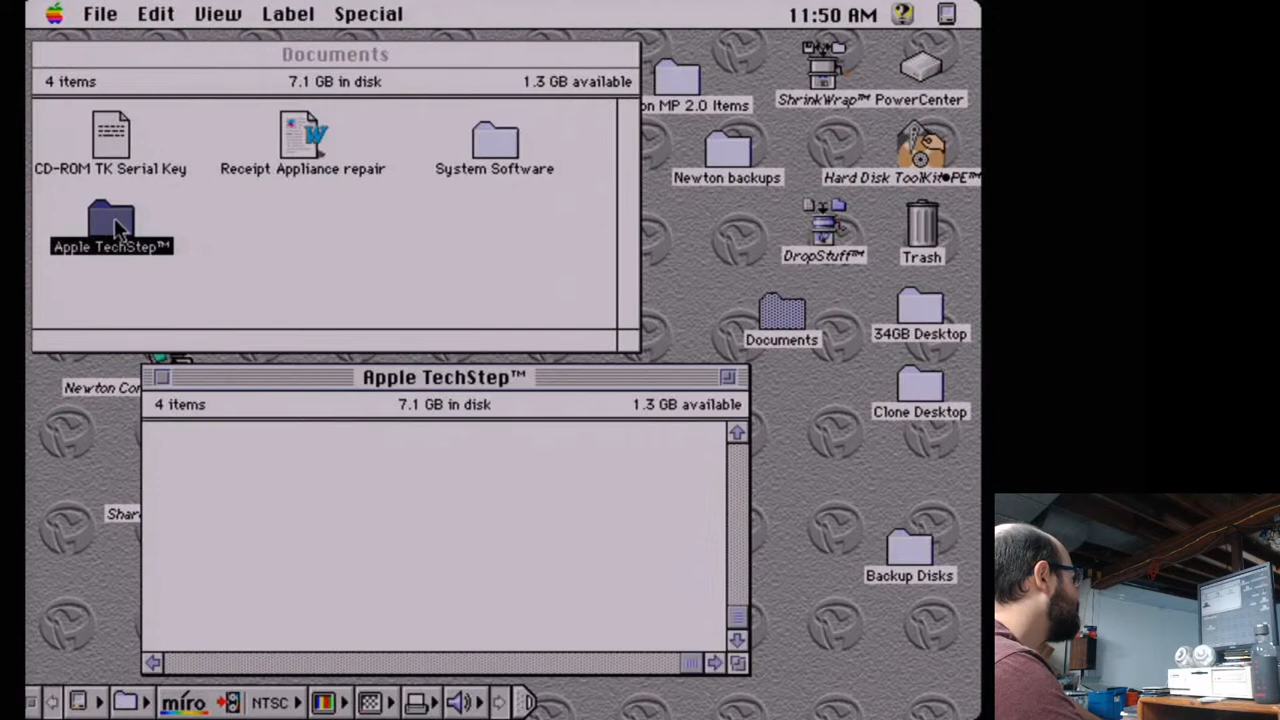 File Edit View Label Special 11:50 AM
Documents
4 items 7.1 GB in disk 1.3 GB available
CD-ROM TK Serial Key
Receipt Appliance repair
System Software
Apple TechStep™
on MP 2.0 Items
ShrinkWrap™
PowerCenter
Newton backups
Hard Disk ToolKit•PE™
DropStuff™
Trash
Documents
34GB Desktop
Newton Con
Clone Desktop
Apple TechStep™
4 items 7.1 GB in disk 1.3 GB available
Shar
Backup Disks
miro NTSC